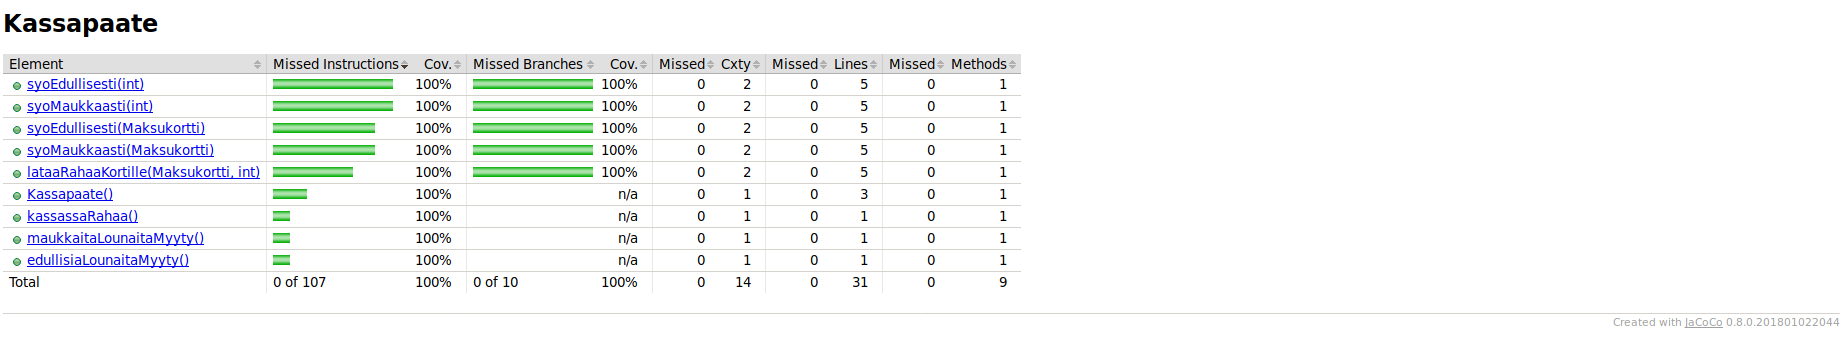 Kassapaate
Element Missed Instructions Cov. Missed Branches Cov. Missed Cxty Missed Lines Missed Methods
syoEdullisesti(int) 100% 100% 0 2 0 5 0 1
syoMaukkaasti(int) 100% 100% 0 2 0 5 0 1
syoEdullisesti(Maksukortti) 100% 100% 0 2 0 5 0 1
syoMaukkaasti(Maksukortti) 100% 100% 0 2 0 5 0 1
lataaRahaaKortille(Maksukortti, int) 100% 100% 0 2 0 5 0 1
Kassapaate() 100% n/a 0 1 0 3 0 1
kassassaRahaa() 100% n/a 0 1 0 1 0 1
maukkaitaLounaitaMyyty() 100% n/a 0 1 0 1 0 1
edullisiaLounaitaMyyty() 100% n/a 0 1 0 1 0 1
Total 0 of 107 100% 0 of 10 100% 0 14 0 31 0 9
Created with JaCoCo 0.8.0.201801022044